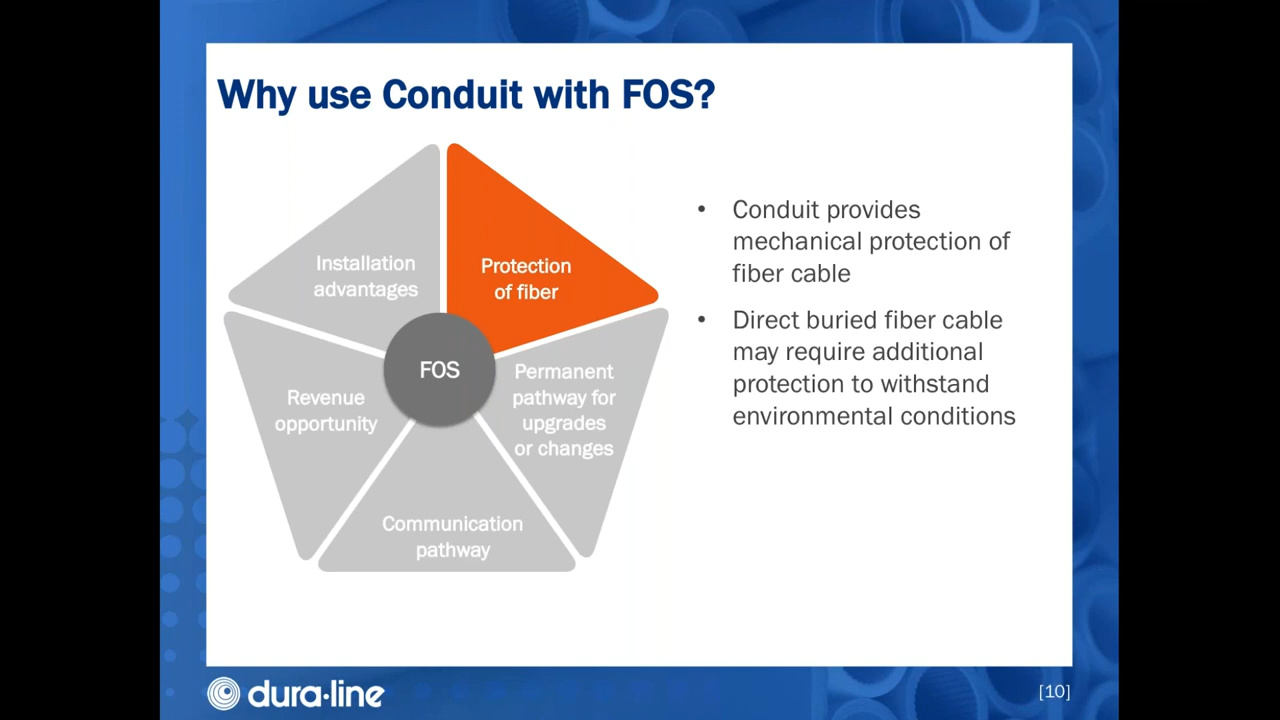 Why use Conduit with FOS?
Installation
advantages
Protection
of fiber
FOS
Revenue
opportunity
Permanent
pathway for
upgrades
or changes
Communication
pathway
• Conduit provides
mechanical protection of
fiber cable
• Direct buried fiber cable
may require additional
protection to withstand
environmental conditions
dura·line
[10]